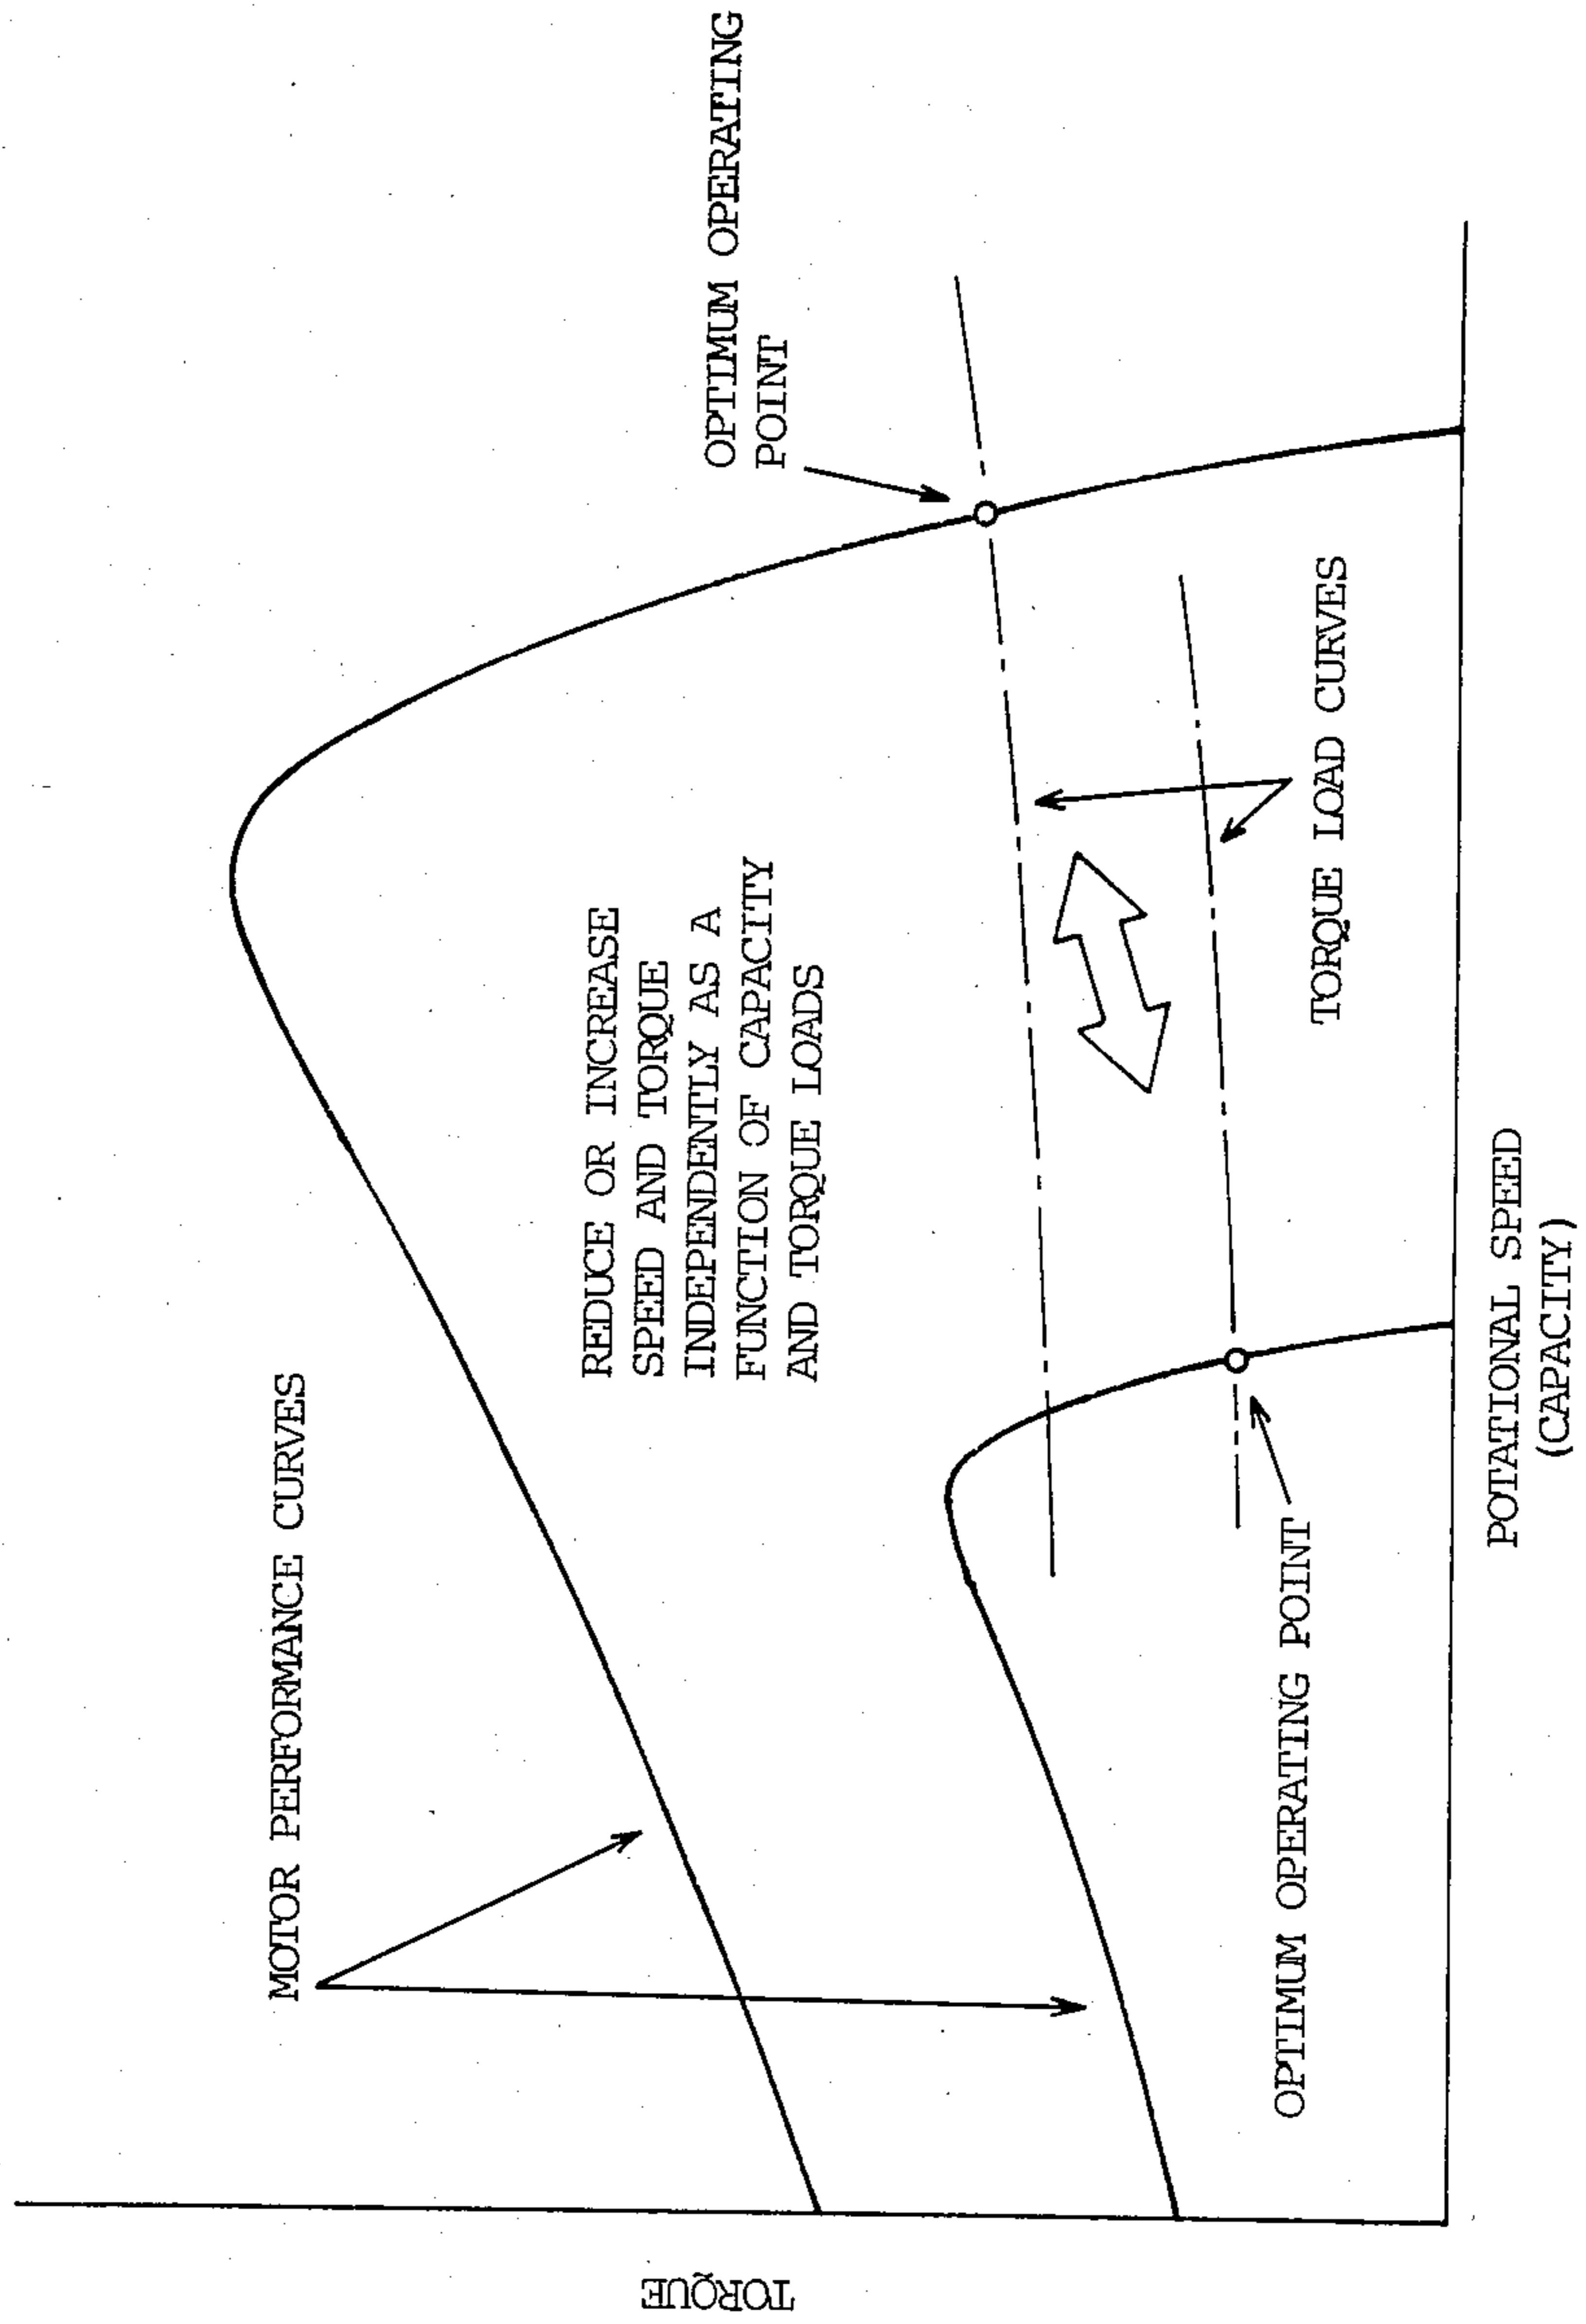 MOTOR PERFORMANCE CURVES
OPTIMUM OPERATING
POINT
REDUCE OR INCREASE
SPEED AND TORQUE
INDEPENDENTLY AS A
FUNCTION OF CAPACITY
AND TORQUE LOADS
TORQUE
OPTIMUM OPERATING POINT
TORQUE LOAD CURVES
POTATIONAL SPEED
(CAPACITY)